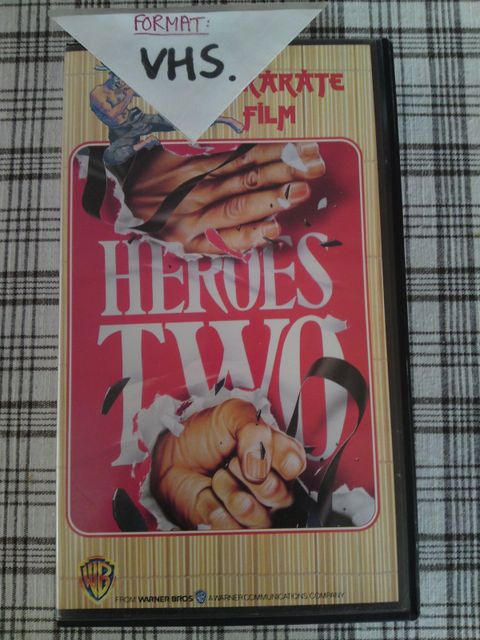 FORMAT:
VHS.
KARATE
FILM
HEROES
TWO
WB
FROM WARNER BROS A WARNER COMMUNICATIONS COMPANY